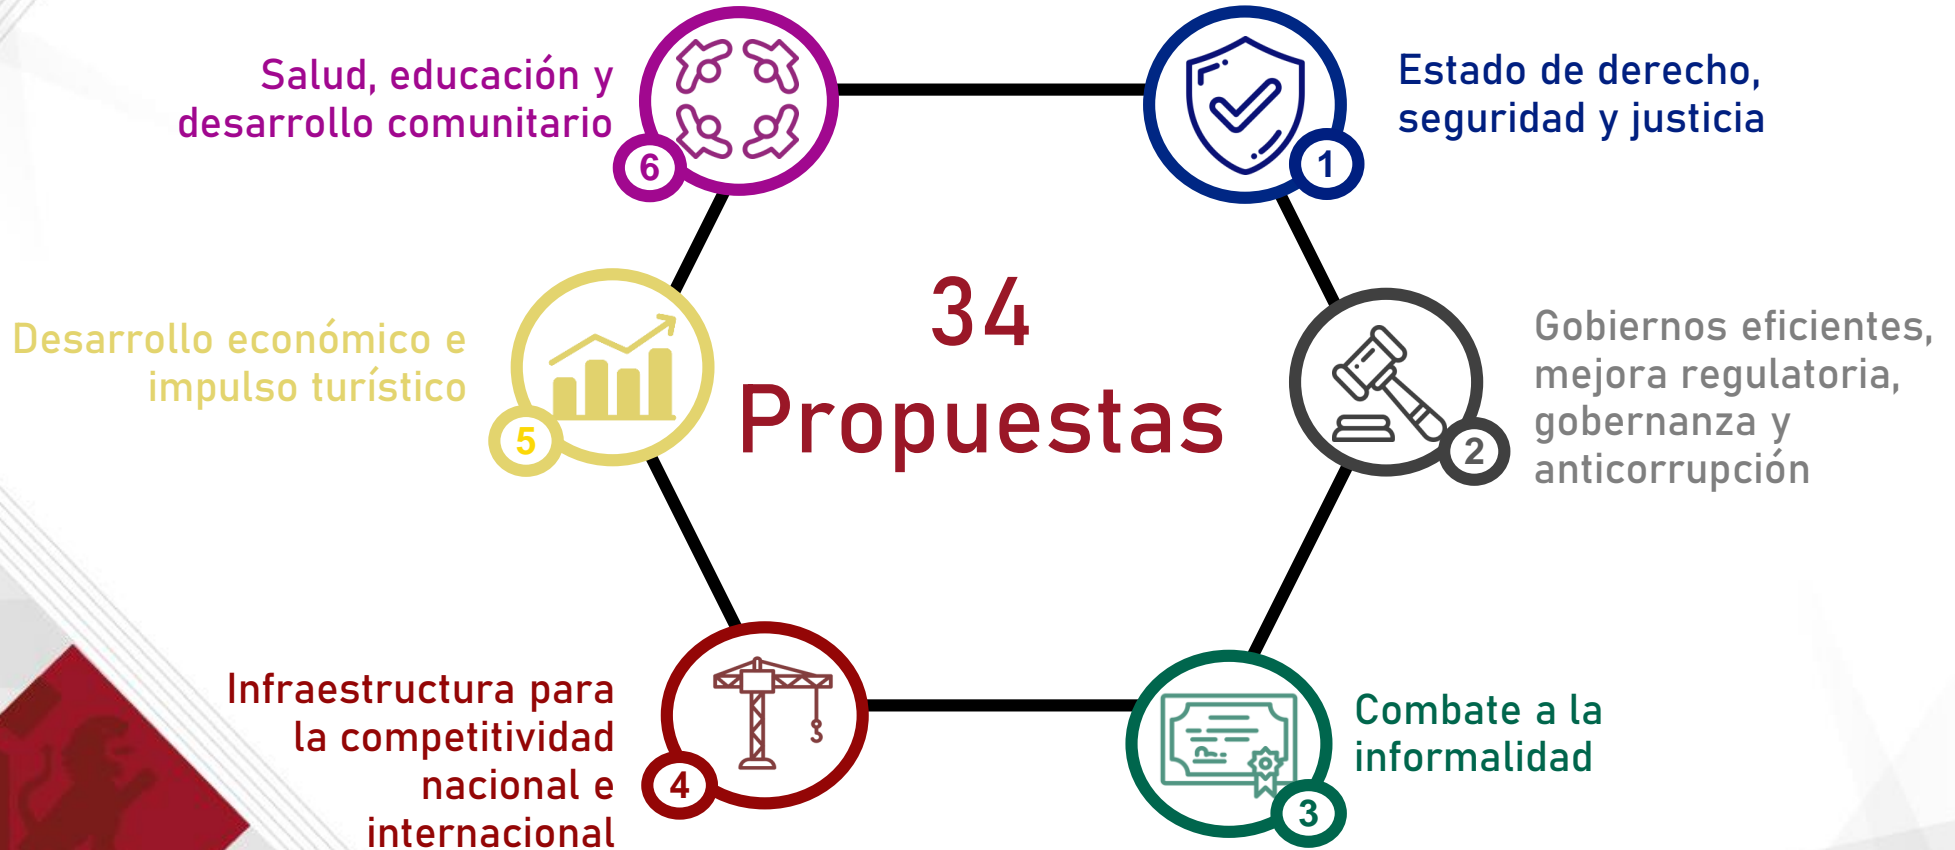 34
Propuestas
1
Estado de derecho,
seguridad y justicia
2
Gobiernos eficientes,
mejora regulatoria,
gobernanza y
anticorrupción
3
Combate a la
informalidad
4
Infraestructura para
la competitividad
nacional e
internacional
5
Desarrollo económico e
impulso turístico
6
Salud, educación y
desarrollo comunitario